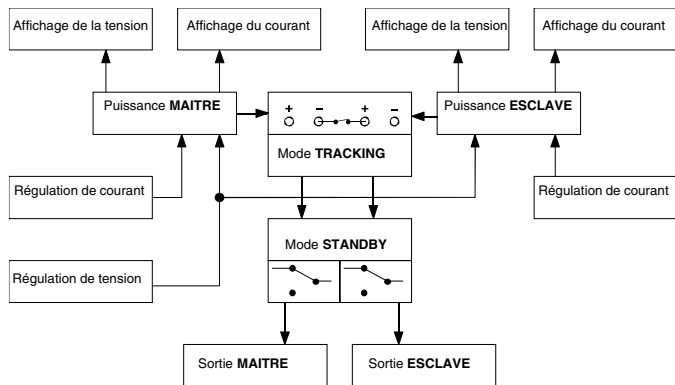 Affichage de la tension
Affichage du courant
Affichage de la tension
Affichage du courant
Puissance MAITRE
+ − + −
Puissance ESCLAVE
Mode TRACKING
Régulation de courant
Régulation de courant
Mode STANDBY
Régulation de tension
Sortie MAITRE
Sortie ESCLAVE